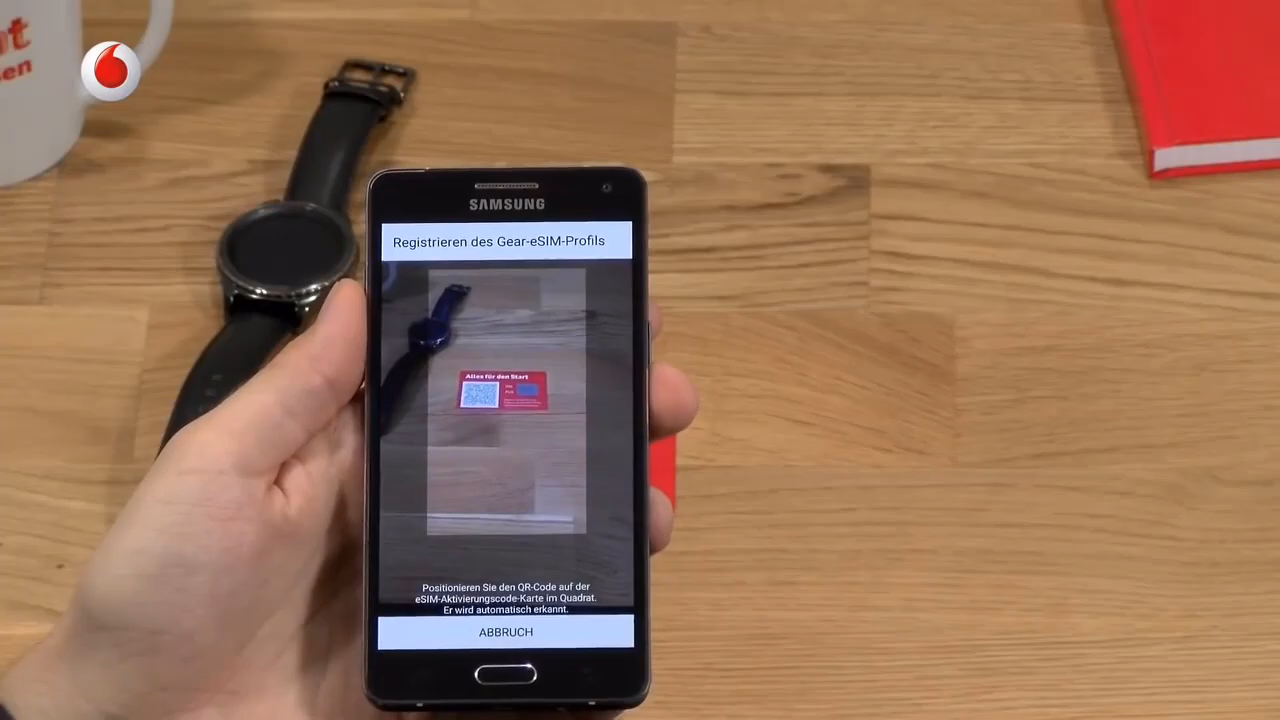 sen
SAMSUNG
Registrieren des Gear-eSIM-Profils
Alles für den Start
Positionieren Sie den QR-Code auf der
eSIM-Aktivierungscode-Karte im Quadrat.
Er wird automatisch erkannt.
ABBRUCH